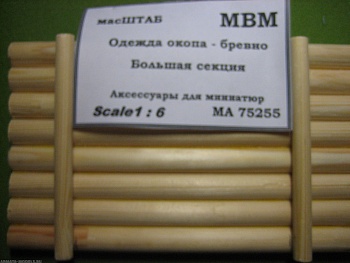 масШТАБ MBM
Одежда окопа - бревно
Большая секция
Аксессуары для миниатюр
Scale1 : 6 MA 75255